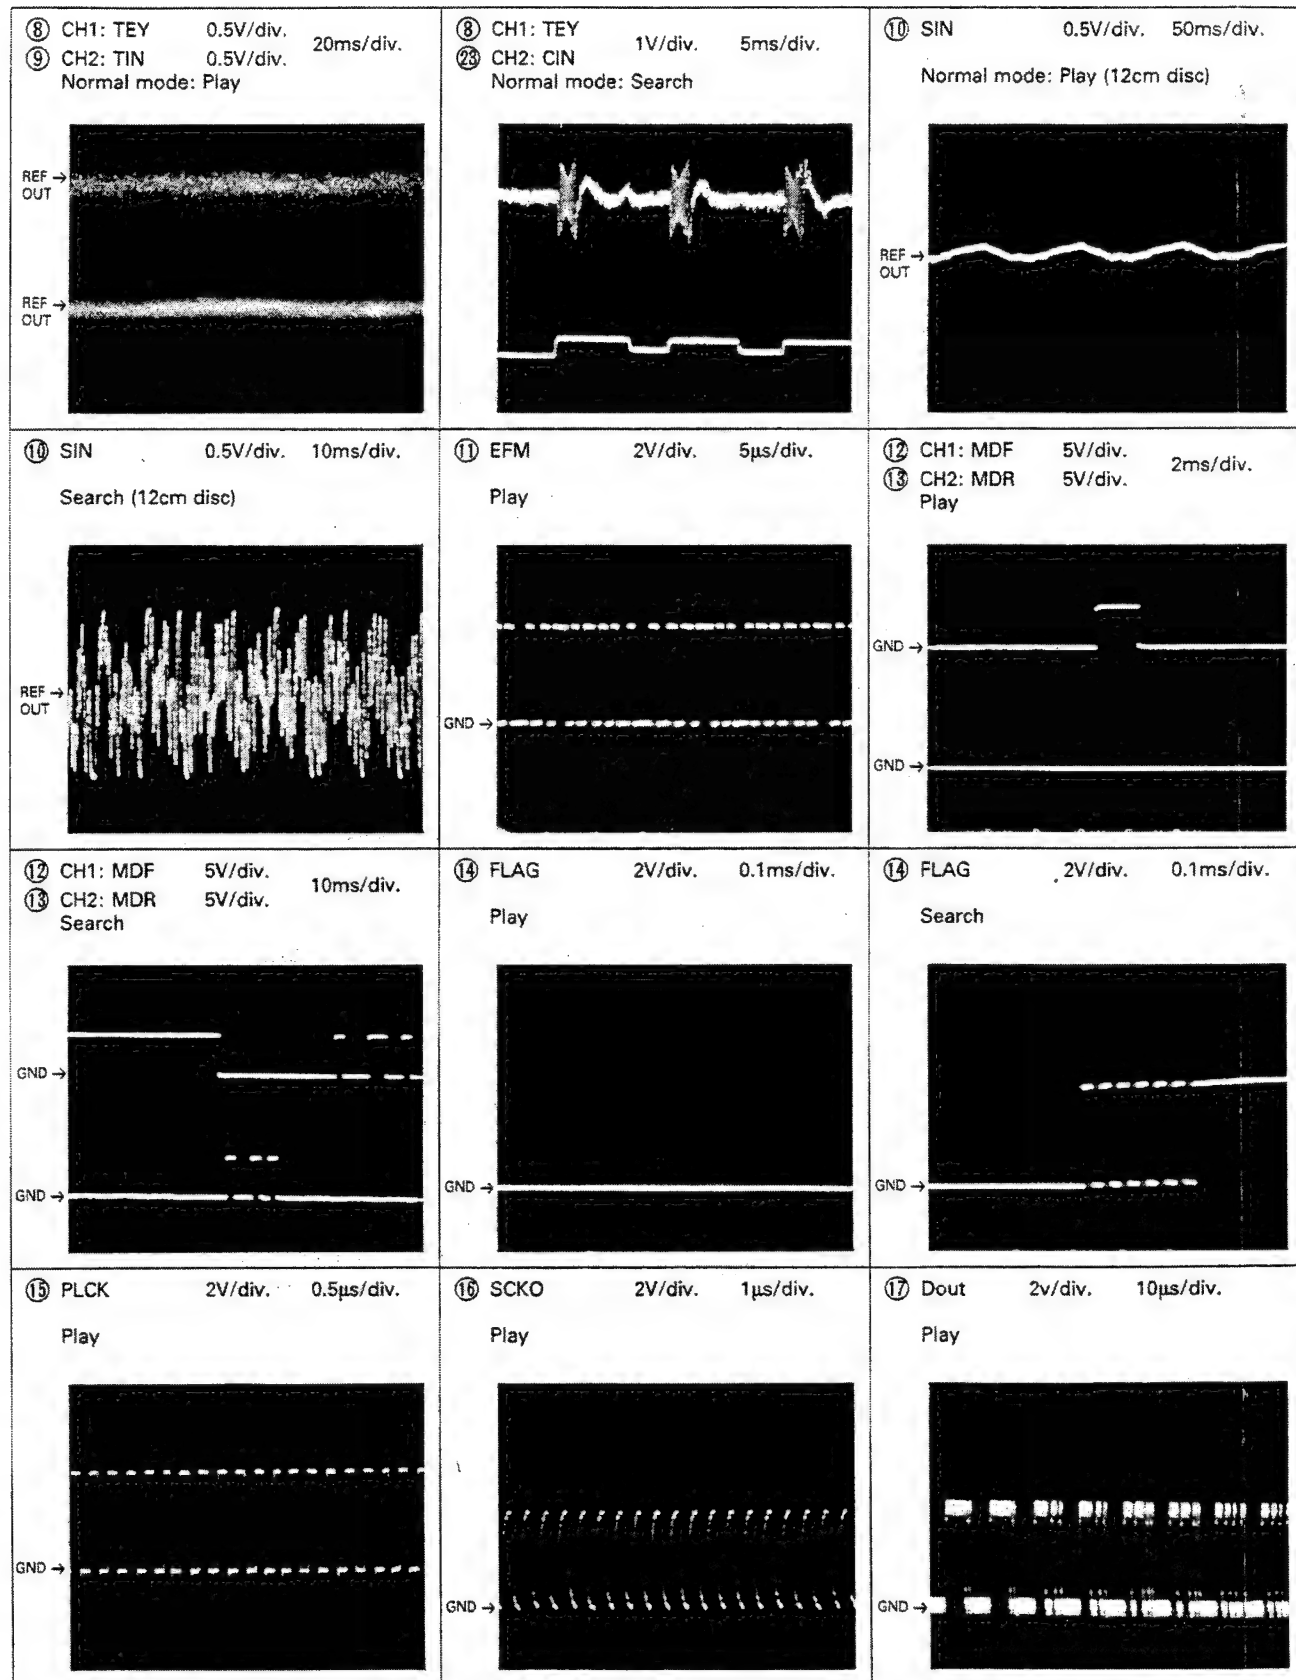 ⑧ CH1: TEY 0.5V/div. 20ms/div.
⑨ CH2: TIN 0.5V/div.
Normal mode: Play
REF → OUT
REF → OUT
⑧ CH1: TEY 1V/div. 5ms/div.
㉓ CH2: CIN
Normal mode: Search
⑩ SIN 0.5V/div. 50ms/div.
Normal mode: Play (12cm disc)
REF → OUT
⑩ SIN 0.5V/div. 10ms/div.
Search (12cm disc)
REF → OUT
⑪ EFM 2V/div. 5µs/div.
Play
GND →
⑫ CH1: MDF 5V/div. 2ms/div.
⑬ CH2: MDR 5V/div.
Play
GND →
GND →
⑫ CH1: MDF 5V/div. 10ms/div.
⑬ CH2: MDR 5V/div.
Search
GND →
GND →
⑭ FLAG 2V/div. 0.1ms/div.
Play
GND →
⑭ FLAG 2V/div. 0.1ms/div.
Search
GND →
⑮ PLCK 2V/div. 0.5µs/div.
Play
GND →
⑯ SCKO 2V/div. 1µs/div.
Play
GND →
⑰ Dout 2v/div. 10µs/div.
Play
GND →